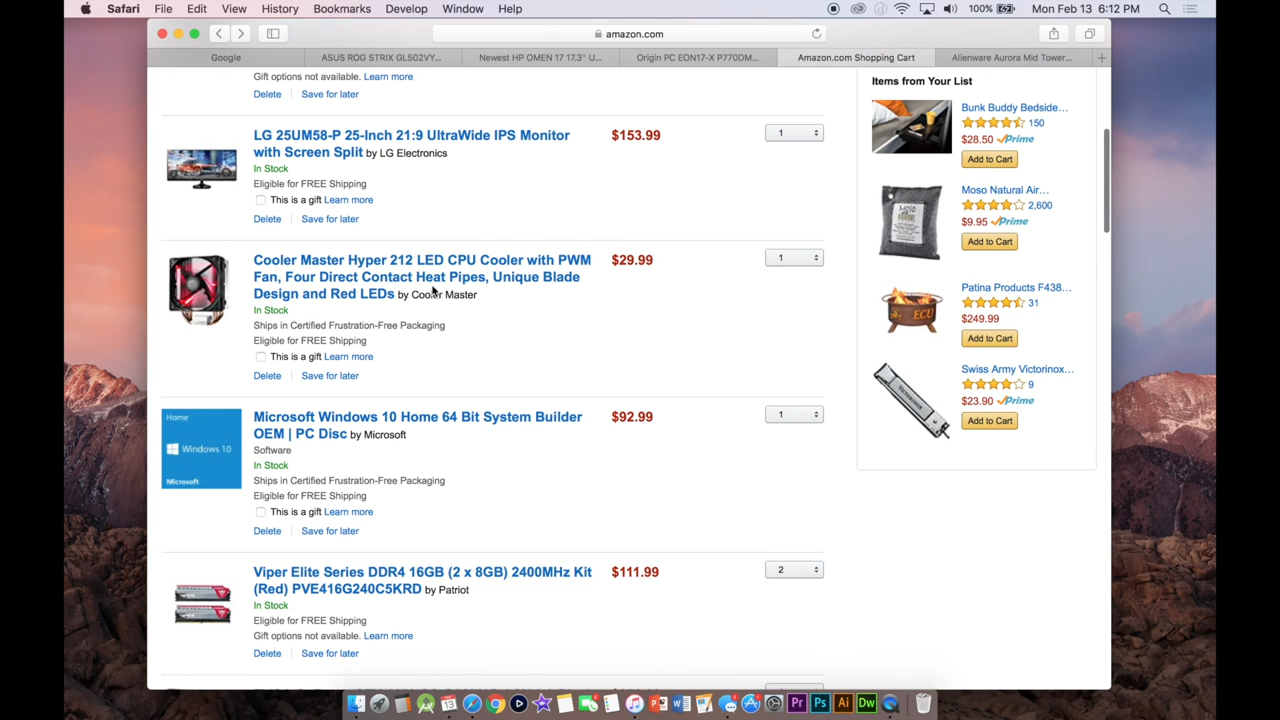 Safari File Edit View History Bookmarks Develop Window Help 100% Mon Feb 13 6:12 PM
amazon.com
Google ASUS ROG STRIX GL502VY... Newest HP OMEN 17 17.3" U... Origin PC EON17-X P770DM... Amazon.com Shopping Cart Alienware Aurora Mid Tower...
Gift options not available. Learn more
Delete Save for later
LG 25UM58-P 25-Inch 21:9 UltraWide IPS Monitor
with Screen Split by LG Electronics
$153.99
1
In Stock
Eligible for FREE Shipping
This is a gift Learn more
Delete Save for later
Cooler Master Hyper 212 LED CPU Cooler with PWM
Fan, Four Direct Contact Heat Pipes, Unique Blade
Design and Red LEDs by Cooler Master
$29.99
1
In Stock
Ships in Certified Frustration-Free Packaging
Eligible for FREE Shipping
This is a gift Learn more
Delete Save for later
Home
Windows 10
Microsoft
Microsoft Windows 10 Home 64 Bit System Builder
OEM | PC Disc by Microsoft
$92.99
1
Software
In Stock
Ships in Certified Frustration-Free Packaging
Eligible for FREE Shipping
This is a gift Learn more
Delete Save for later
Viper Elite Series DDR4 16GB (2 x 8GB) 2400MHz Kit
(Red) PVE416G240C5KRD by Patriot
$111.99
2
In Stock
Eligible for FREE Shipping
Gift options not available. Learn more
Delete Save for later
Items from Your List
Bunk Buddy Bedside...
150
$28.50 Prime
Add to Cart
MOSO
Moso Natural Air...
2,600
$9.95 Prime
Add to Cart
ECU
Patina Products F438...
31
$249.99
Add to Cart
Swiss Army Victorinox...
9
$23.90 Prime
Add to Cart
13 Pr Ps Ai Dw